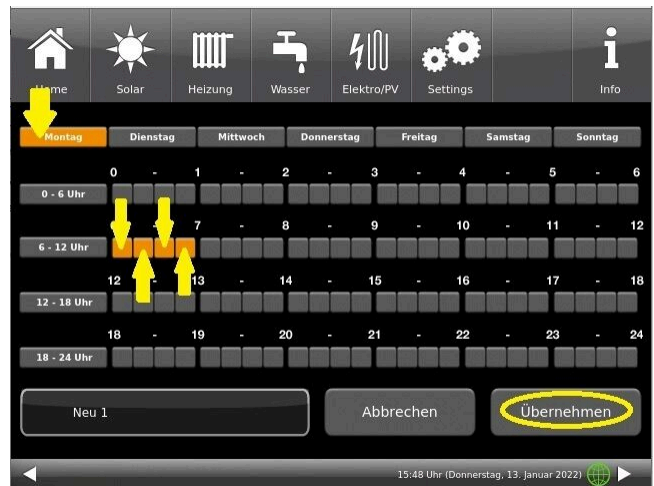 Home Solar Heizung Wasser Elektro/PV Settings Info
Montag Dienstag Mittwoch Donnerstag Freitag Samstag Sonntag
0 - 1 - 2 - 3 - 4 - 5 - 6
0 - 6 Uhr
7 - 8 - 9 - 10 - 11 - 12
6 - 12 Uhr
12 13 - 14 - 15 - 16 - 17 - 18
12 - 18 Uhr
18 - 19 - 20 - 21 - 22 - 23 - 24
18 - 24 Uhr
Neu 1 Abbrechen Übernehmen
15:48 Uhr (Donnerstag, 13. Januar 2022)